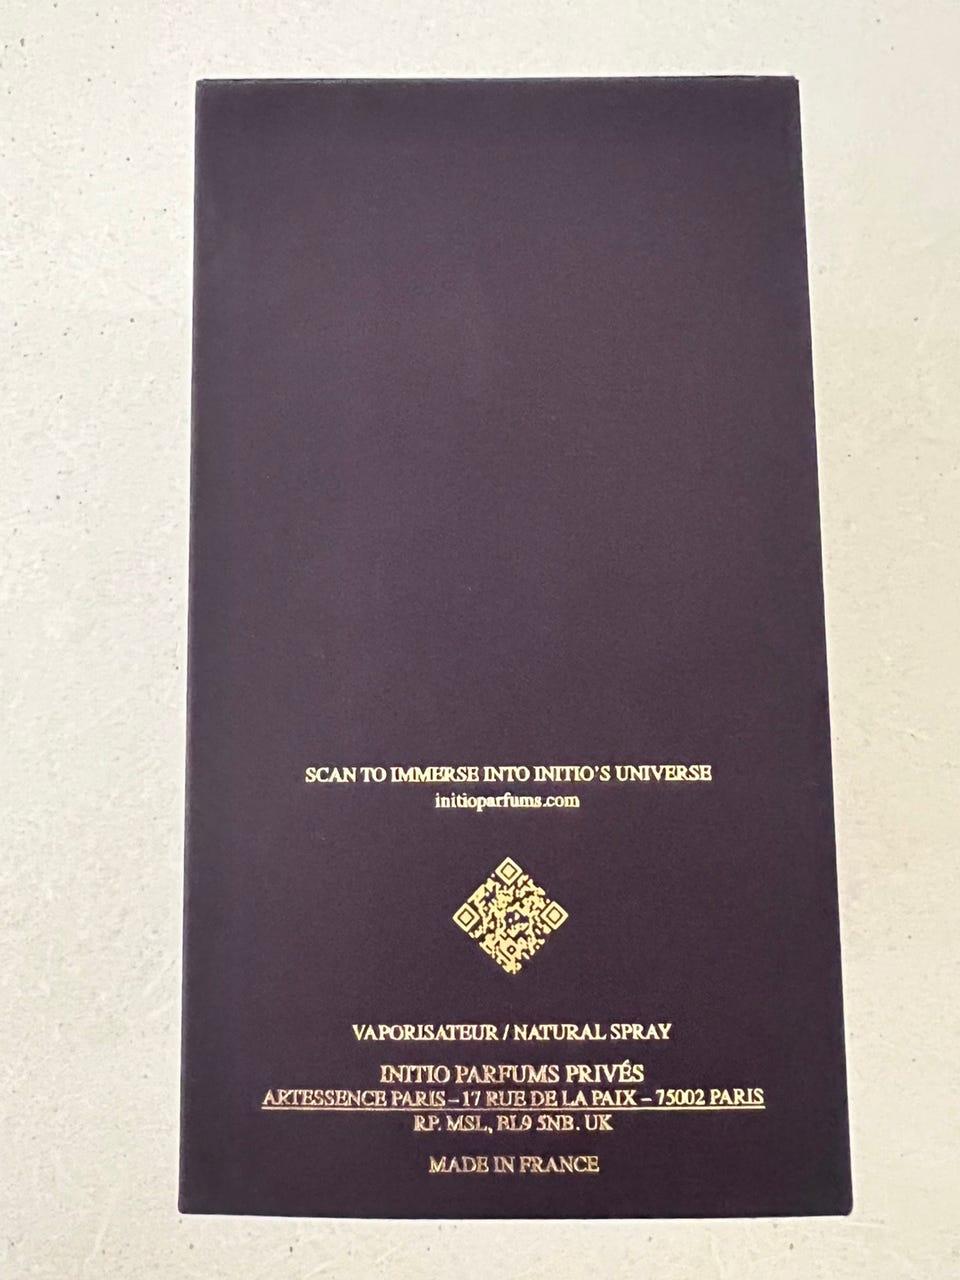 SCAN TO IMMERSE INTO INITIO'S UNIVERSE
initioparfums.com
VAPORISATEUR / NATURAL SPRAY
INITIO PARFUMS PRIVÉS
ARTESSENCE PARIS – 17 RUE DE LA PAIX – 75002 PARIS
RP. MSL, BL9 5NB. UK
MADE IN FRANCE